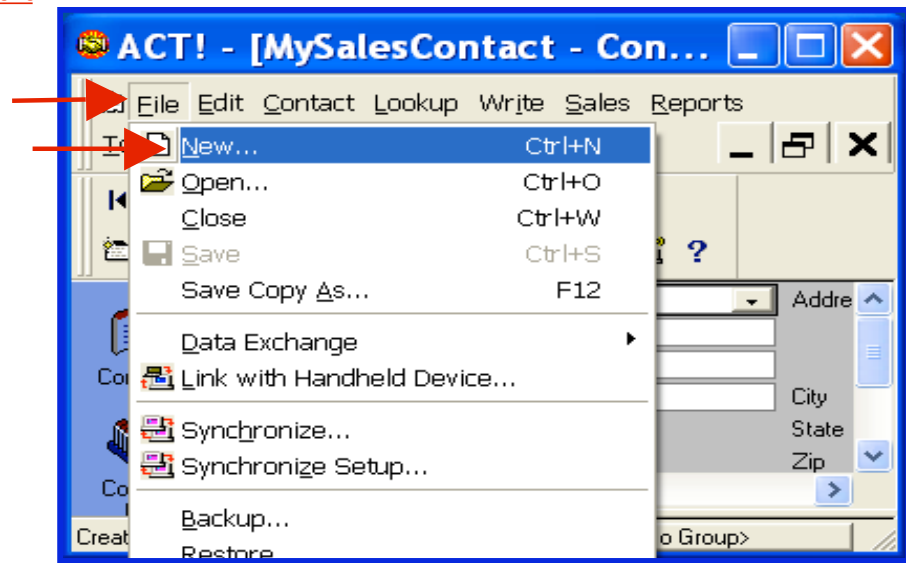 ACT! - [MySalesContact - Con...
File Edit Contact Lookup Write Sales Reports
New... Ctrl+N
Open... Ctrl+O
Close Ctrl+W
Save Ctrl+S
?
Save Copy As... F12
Addre
Data Exchange
Link with Handheld Device...
City
Synchronize...
State
Synchronize Setup...
Zip
Co
Backup...
Creat
o Group>
Restore